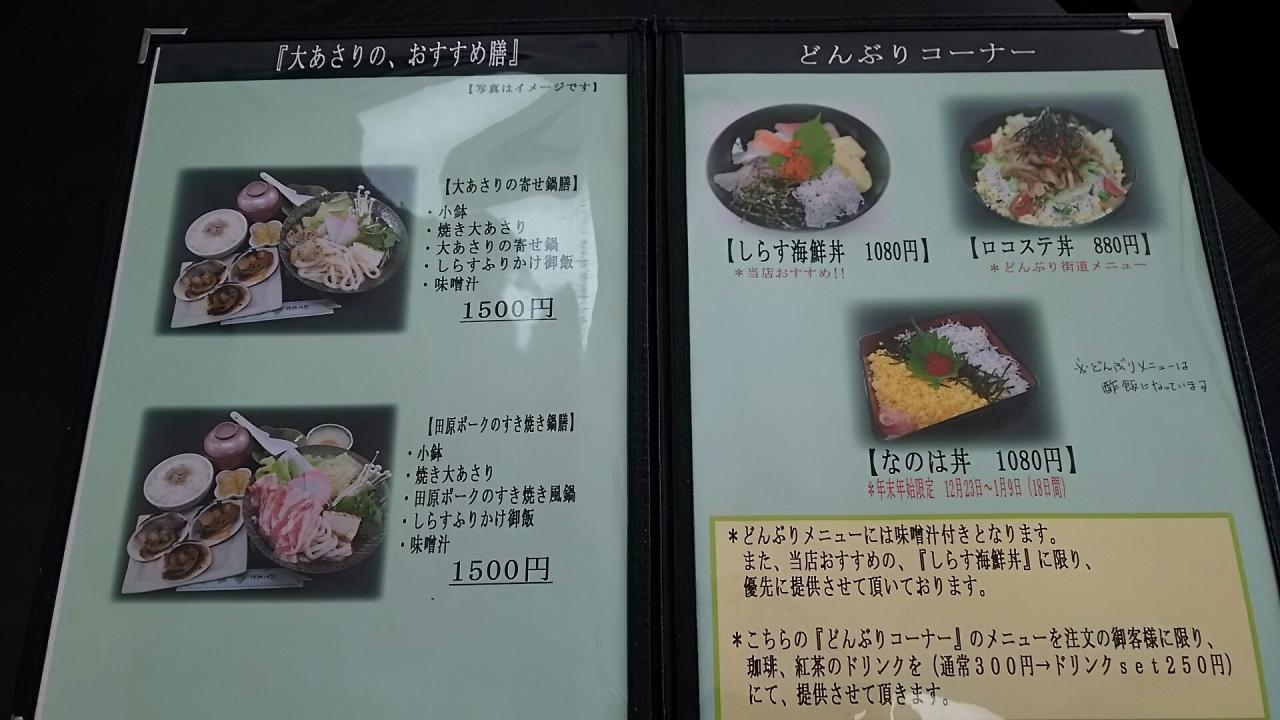 『大あさりの、おすすめ膳』
【写真はイメージです】
【大あさりの寄せ鍋膳】
・小鉢
・焼き大あさり
・大あさりの寄せ鍋
・しらすふりかけ御飯
・味噌汁
1500円
【田原ポークのすき焼き鍋膳】
・小鉢
・焼き大あさり
・田原ポークのすき焼き風鍋
・しらすふりかけ御飯
・味噌汁
1500円
どんぶりコーナー
【しらす海鮮丼 1080円】
＊当店おすすめ!!
【ロコステ丼 880円】
＊どんぶり街道メニュー
※どんぶりメニューは
酢飯になっています
【なのは丼 1080円】
＊年末年始限定 12月23日～1月9日（18日間）
＊どんぶりメニューには味噌汁付きとなります。
また、当店おすすめの、『しらす海鮮丼』に限り、
優先に提供させて頂いております。
＊こちらの『どんぶりコーナー』のメニューを注文の御客様に限り、
珈琲、紅茶のドリンクを（通常３００円→ドリンクｓｅｔ２５０円）
にて、提供させて頂きます。